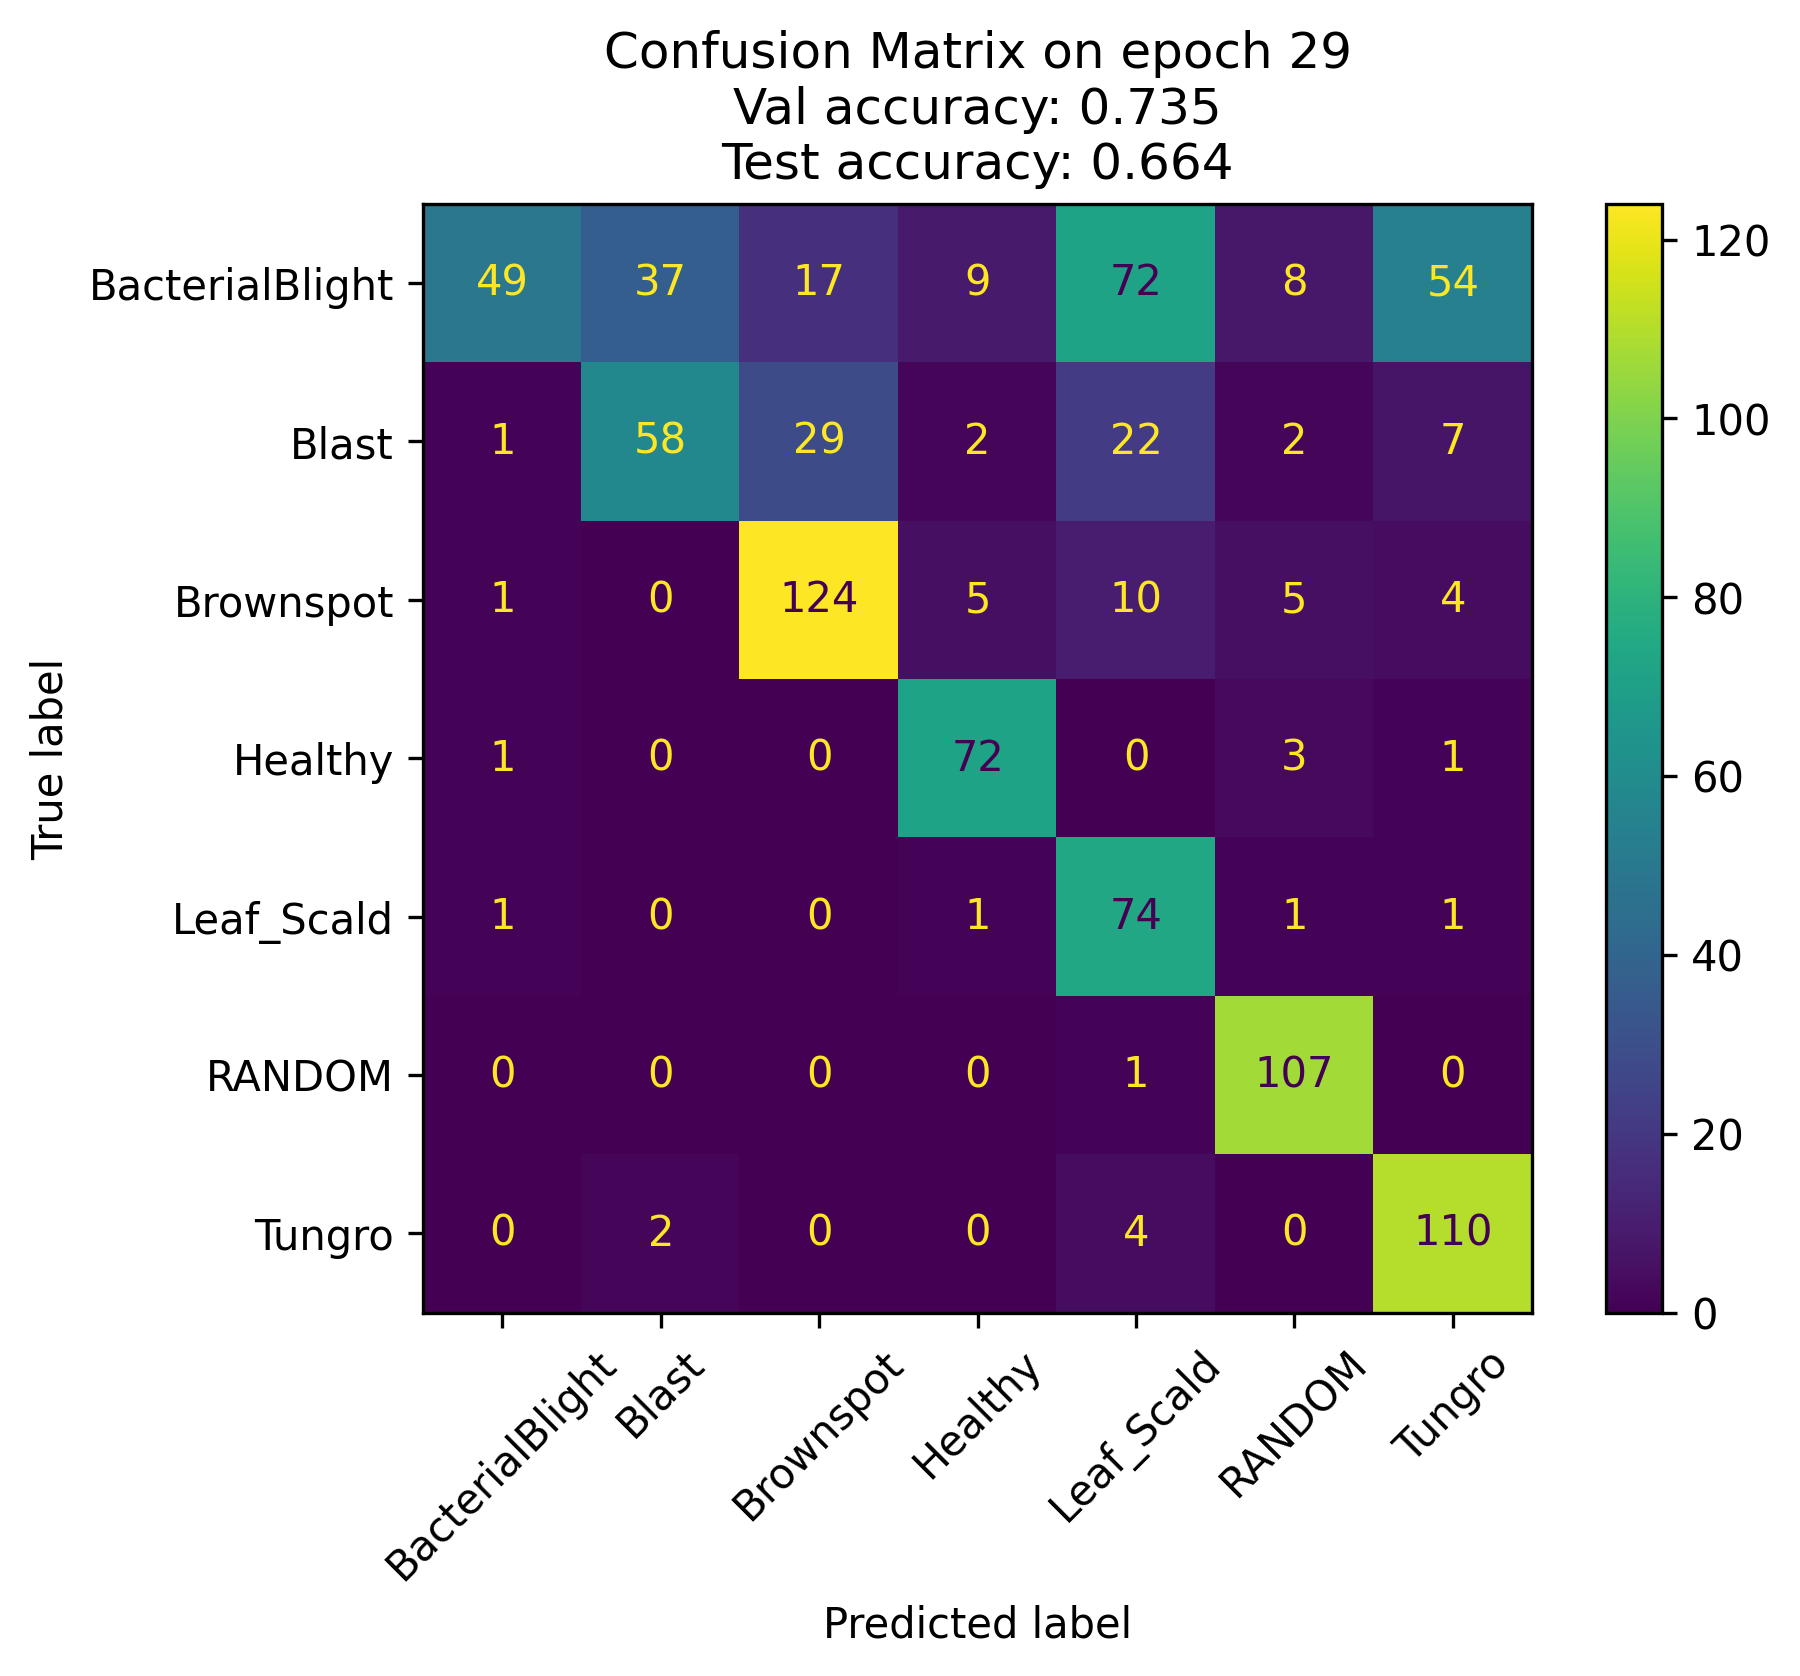 Confusion Matrix on epoch 29
Val accuracy: 0.735
Test accuracy: 0.664
BacterialBlight 49 37 17 9 72 8 54
Blast 1 58 29 2 22 2 7
Brownspot 1 0 124 5 10 5 4
Healthy 1 0 0 72 0 3 1
Leaf_Scald 1 0 0 1 74 1 1
RANDOM 0 0 0 0 1 107 0
Tungro 0 2 0 0 4 0 110
True label
BacterialBlight Blast Brownspot Healthy Leaf_Scald RANDOM Tungro
Predicted label
120
100
80
60
40
20
0